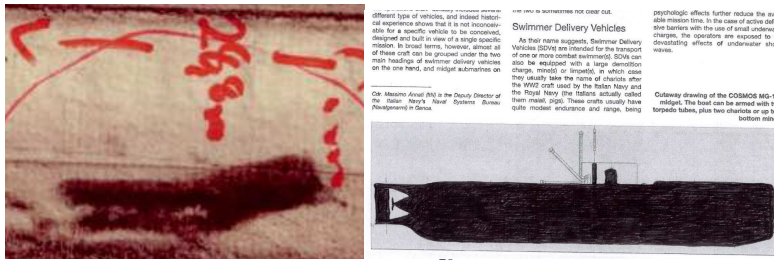 different type of vehicles, and indeed histori-
cal experience shows that it is not inconceiv-
able for a specific vehicle to be conceived,
designed and built in view of a single specific
mission. In broad terms, however, almost all
of these craft can be grouped under the two
main headings of swimmer delivery vehicles
on the one hand, and midget submarines on
Cdr. Massimo Annati (ItN) is the Deputy Director of
the Italian Navy's Naval Systems Bureau
(Navalgenarmi) in Genoa.
the two is sometimes not clear cut.
Swimmer Delivery Vehicles
As their name suggests, Swimmer Delivery
Vehicles (SDVs) are intended for the transport
of one or more combat swimmer(s). SDVs can
also be equipped with a large demolition
charge, mine(s) or limpet(s), in which case
they usually take the name of chariots after
the WW2 craft used by the Italian Navy and
the Royal Navy (the Italians actually called
them maiali, pigs). These crafts usually have
quite modest endurance and range, being
psychologic effects further reduce the
able mission time. In the case of active
sive barriers with the use of small
charges, the operators are exposed to
devastating effects of underwater
waves.
Cutaway drawing of the COSMOS
midget. The boat can be armed with
torpedo tubes, plus two chariots or up
bottom